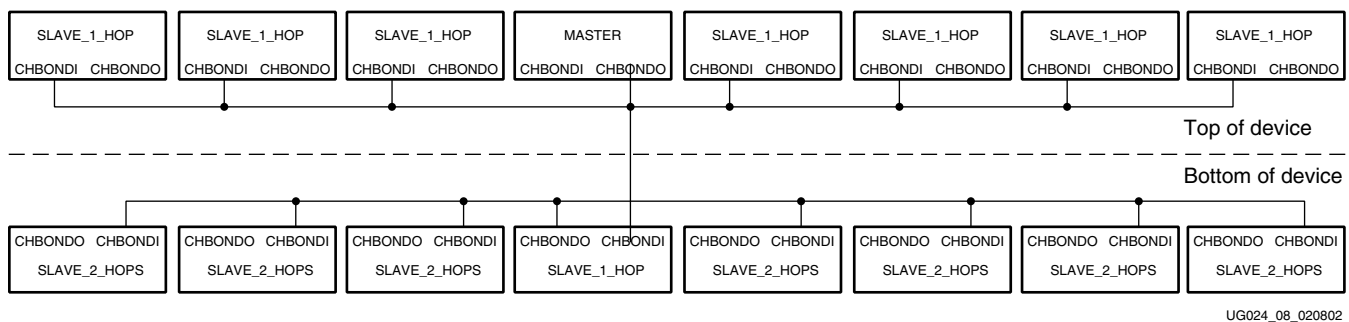 SLAVE_1_HOP SLAVE_1_HOP SLAVE_1_HOP MASTER SLAVE_1_HOP SLAVE_1_HOP SLAVE_1_HOP SLAVE_1_HOP
CHBONDI CHBONDO CHBONDI CHBONDO CHBONDI CHBONDO CHBONDI CHBONDO CHBONDI CHBONDO CHBONDI CHBONDO CHBONDI CHBONDO CHBONDI CHBONDO
Top of device
Bottom of device
CHBONDO CHBONDI CHBONDO CHBONDI CHBONDO CHBONDI CHBONDO CHBONDI CHBONDO CHBONDI CHBONDO CHBONDI CHBONDO CHBONDI CHBONDO CHBONDI
SLAVE_2_HOPS SLAVE_2_HOPS SLAVE_2_HOPS SLAVE_1_HOP SLAVE_2_HOPS SLAVE_2_HOPS SLAVE_2_HOPS SLAVE_2_HOPS
UG024_08_020802